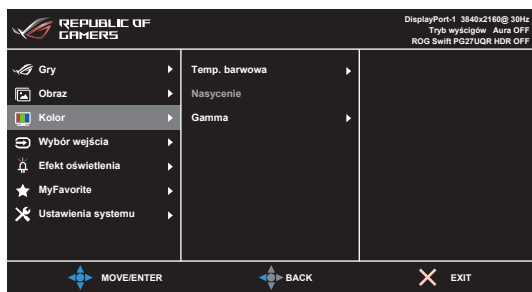 REPUBLIC OF
GAMERS
DisplayPort-1 3840x2160@ 30Hz
Tryb wyścigów Aura OFF
ROG Swift PG27UQR HDR OFF
Gry
Obraz
Kolor
Wybór wejścia
Efekt oświetlenia
MyFavorite
Ustawienia systemu
Temp. barwowa
Nasycenie
Gamma
MOVE/ENTER
BACK
EXIT